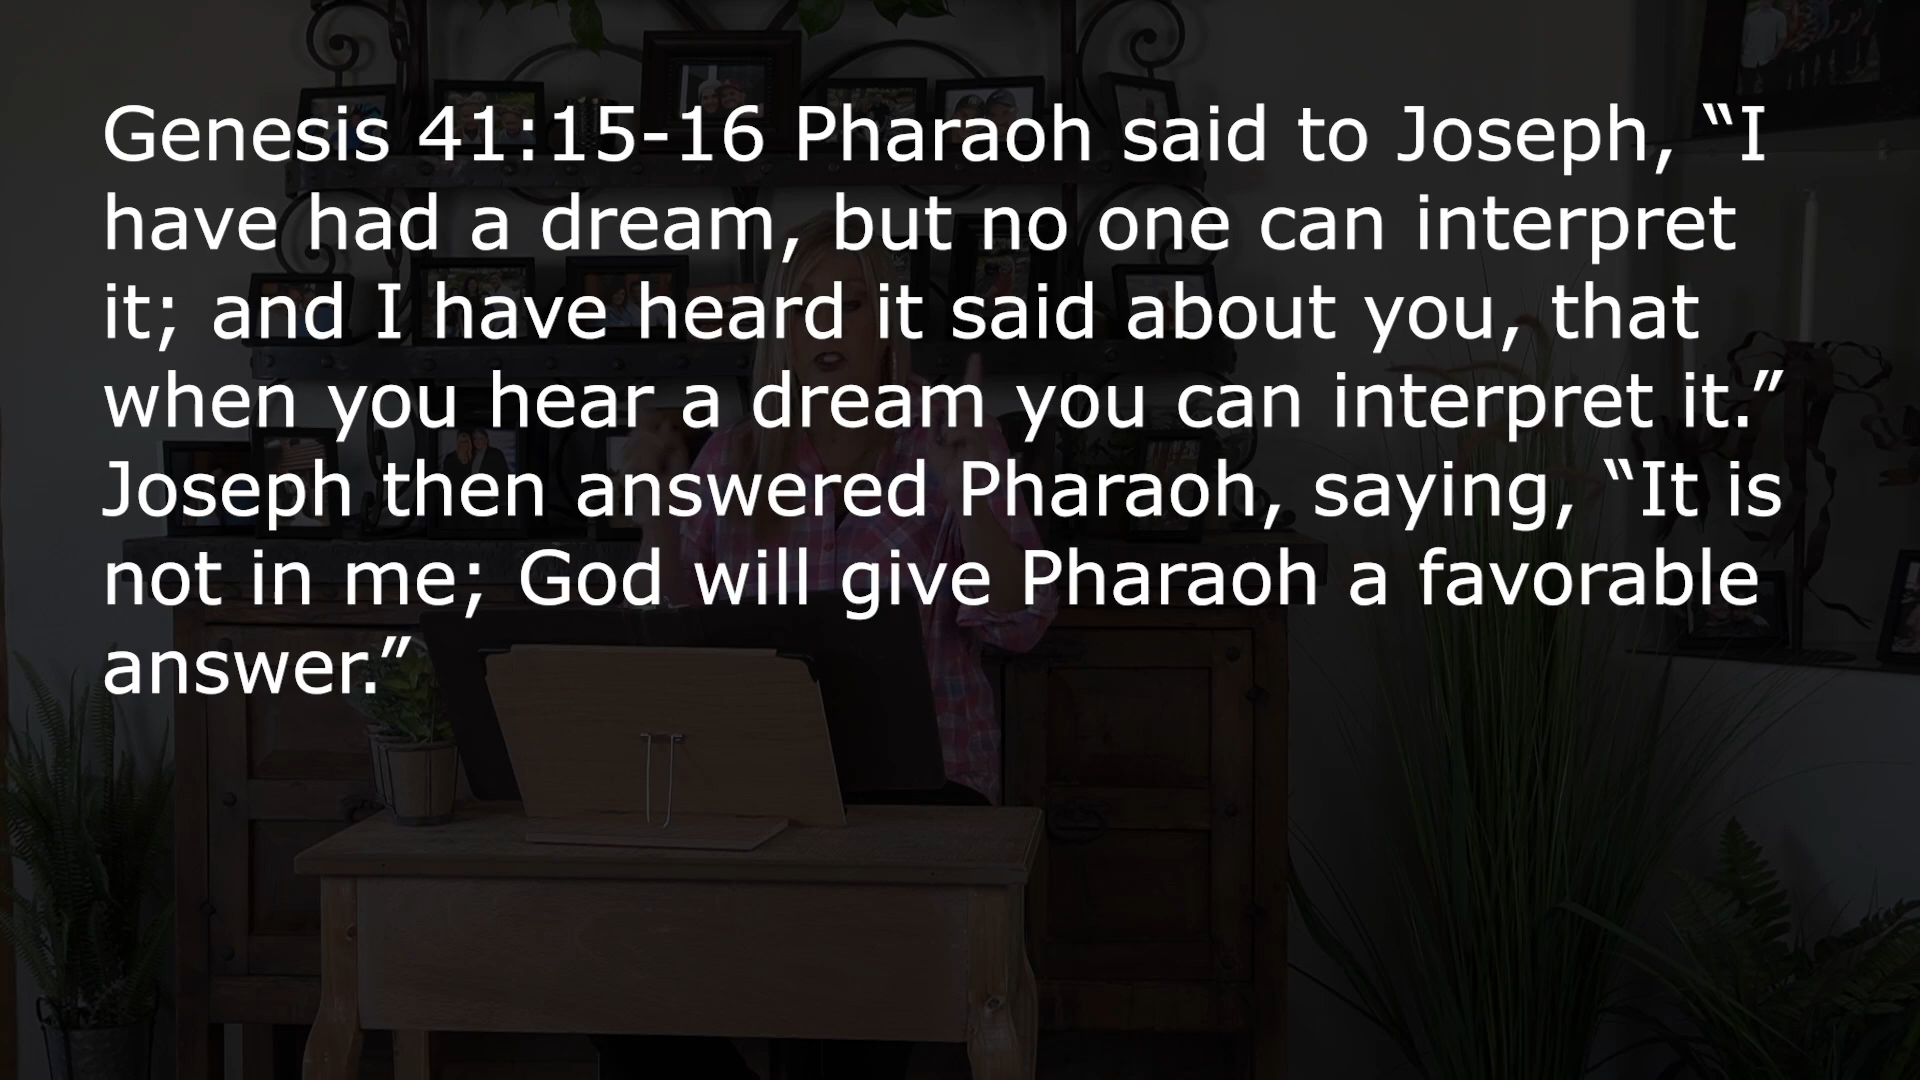 Genesis 41:15-16 Pharaoh said to Joseph, “I
have had a dream, but no one can interpret
it; and I have heard it said about you, that
when you hear a dream you can interpret it.”
Joseph then answered Pharaoh, saying, “It is
not in me; God will give Pharaoh a favorable
answer.”